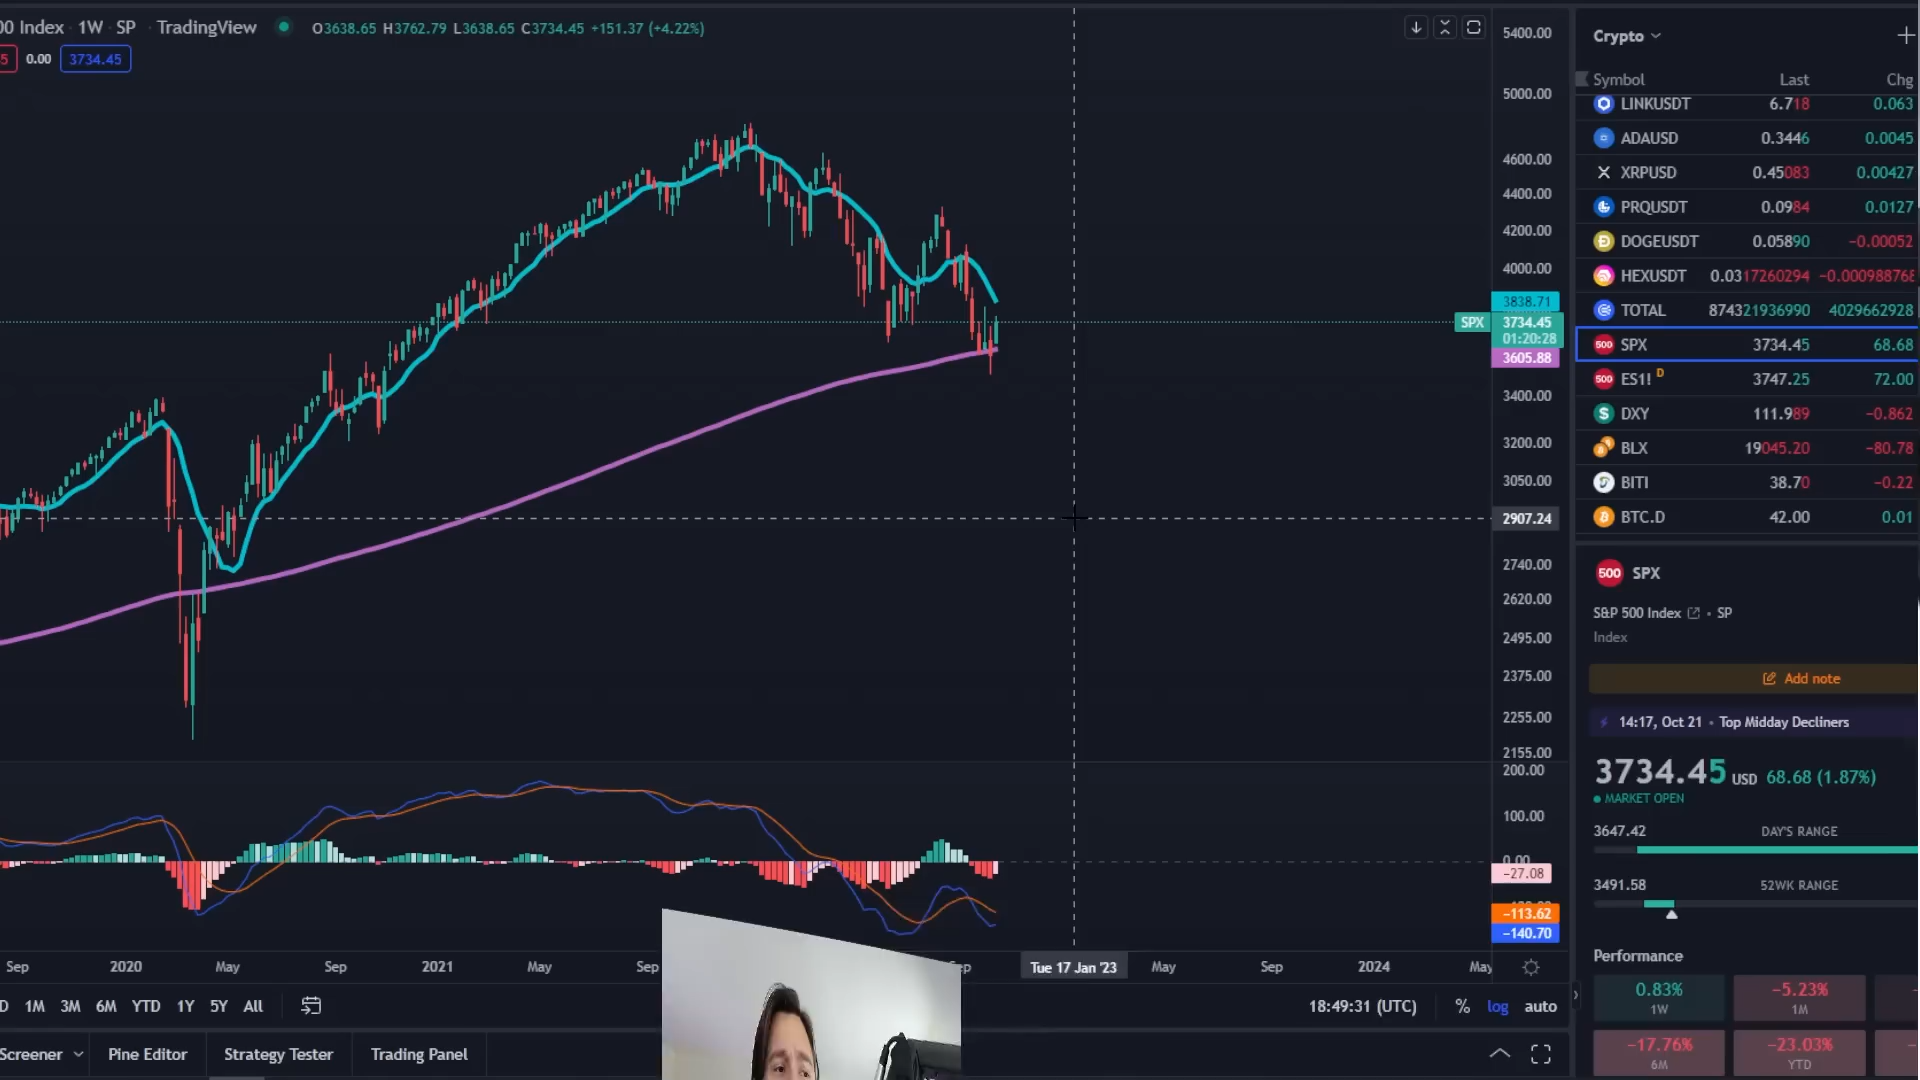 00 Index · 1W · SP · TradingView O3638.65 H3762.79 L3638.65 C3734.45 +151.37 (+4.22%)
5 0.00 3734.45
5400.00
5000.00
4600.00
4400.00
4200.00
4000.00
3838.71
SPX 3734.45
01:20:28
3605.88
3400.00
3200.00
3050.00
2907.24
2740.00
2620.00
2495.00
2375.00
2255.00
2155.00
200.00
100.00
0.00
−27.08
−113.62
−140.70
Sep 2020 May Sep 2021 May Sep ep Tue 17 Jan '23 May Sep 2024 May
D 1M 3M 6M YTD 1Y 5Y All 18:49:31 (UTC) % log auto
Screener Pine Editor Strategy Tester Trading Panel
Crypto
Symbol Last Chg
LINKUSDT 6.718 0.063
ADAUSD 0.3446 0.0045
XRPUSD 0.45083 0.00427
PRQUSDT 0.0984 0.0127
DOGEUSDT 0.05890 −0.00052
HEXUSDT 0.0317260294 −0.000988768
TOTAL 874321936990 4029662928
500 SPX 3734.45 68.68
500 ES1! D 3747.25 72.00
DXY 111.989 −0.862
BLX 19045.20 −80.78
BITI 38.70 −0.22
BTC.D 42.00 0.01
500 SPX
S&P 500 Index • SP
Index
Add note
14:17, Oct 21 • Top Midday Decliners
3734.45 USD 68.68 (1.87%)
MARKET OPEN
3647.42 DAY'S RANGE
3491.58 52WK RANGE
Performance
0.83% −5.23%
1W 1M
−17.76% −23.03%
6M YTD